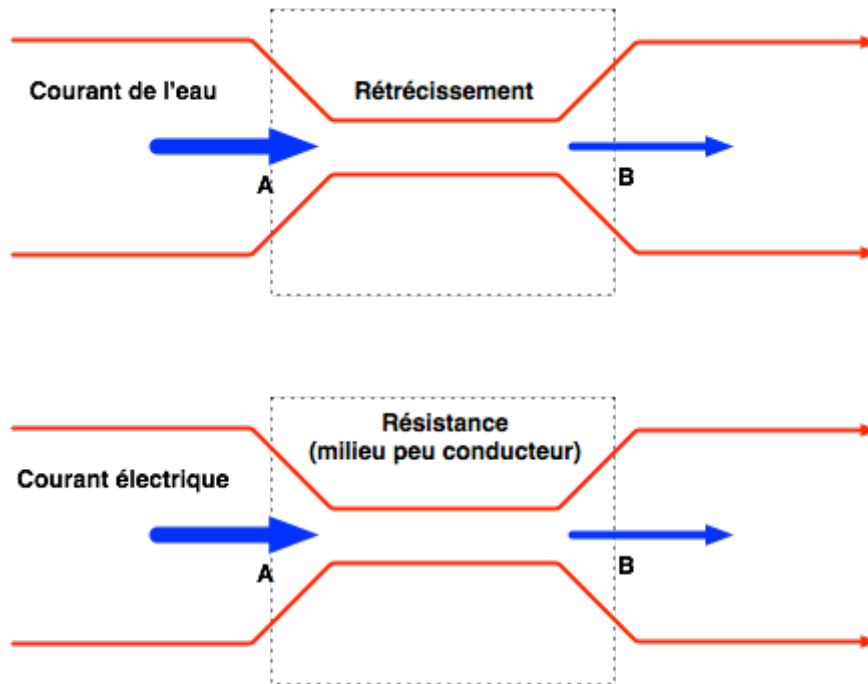 Courant de l'eau
Rétrécissement
A
B
Résistance
(milieu peu conducteur)
Courant électrique
A
B